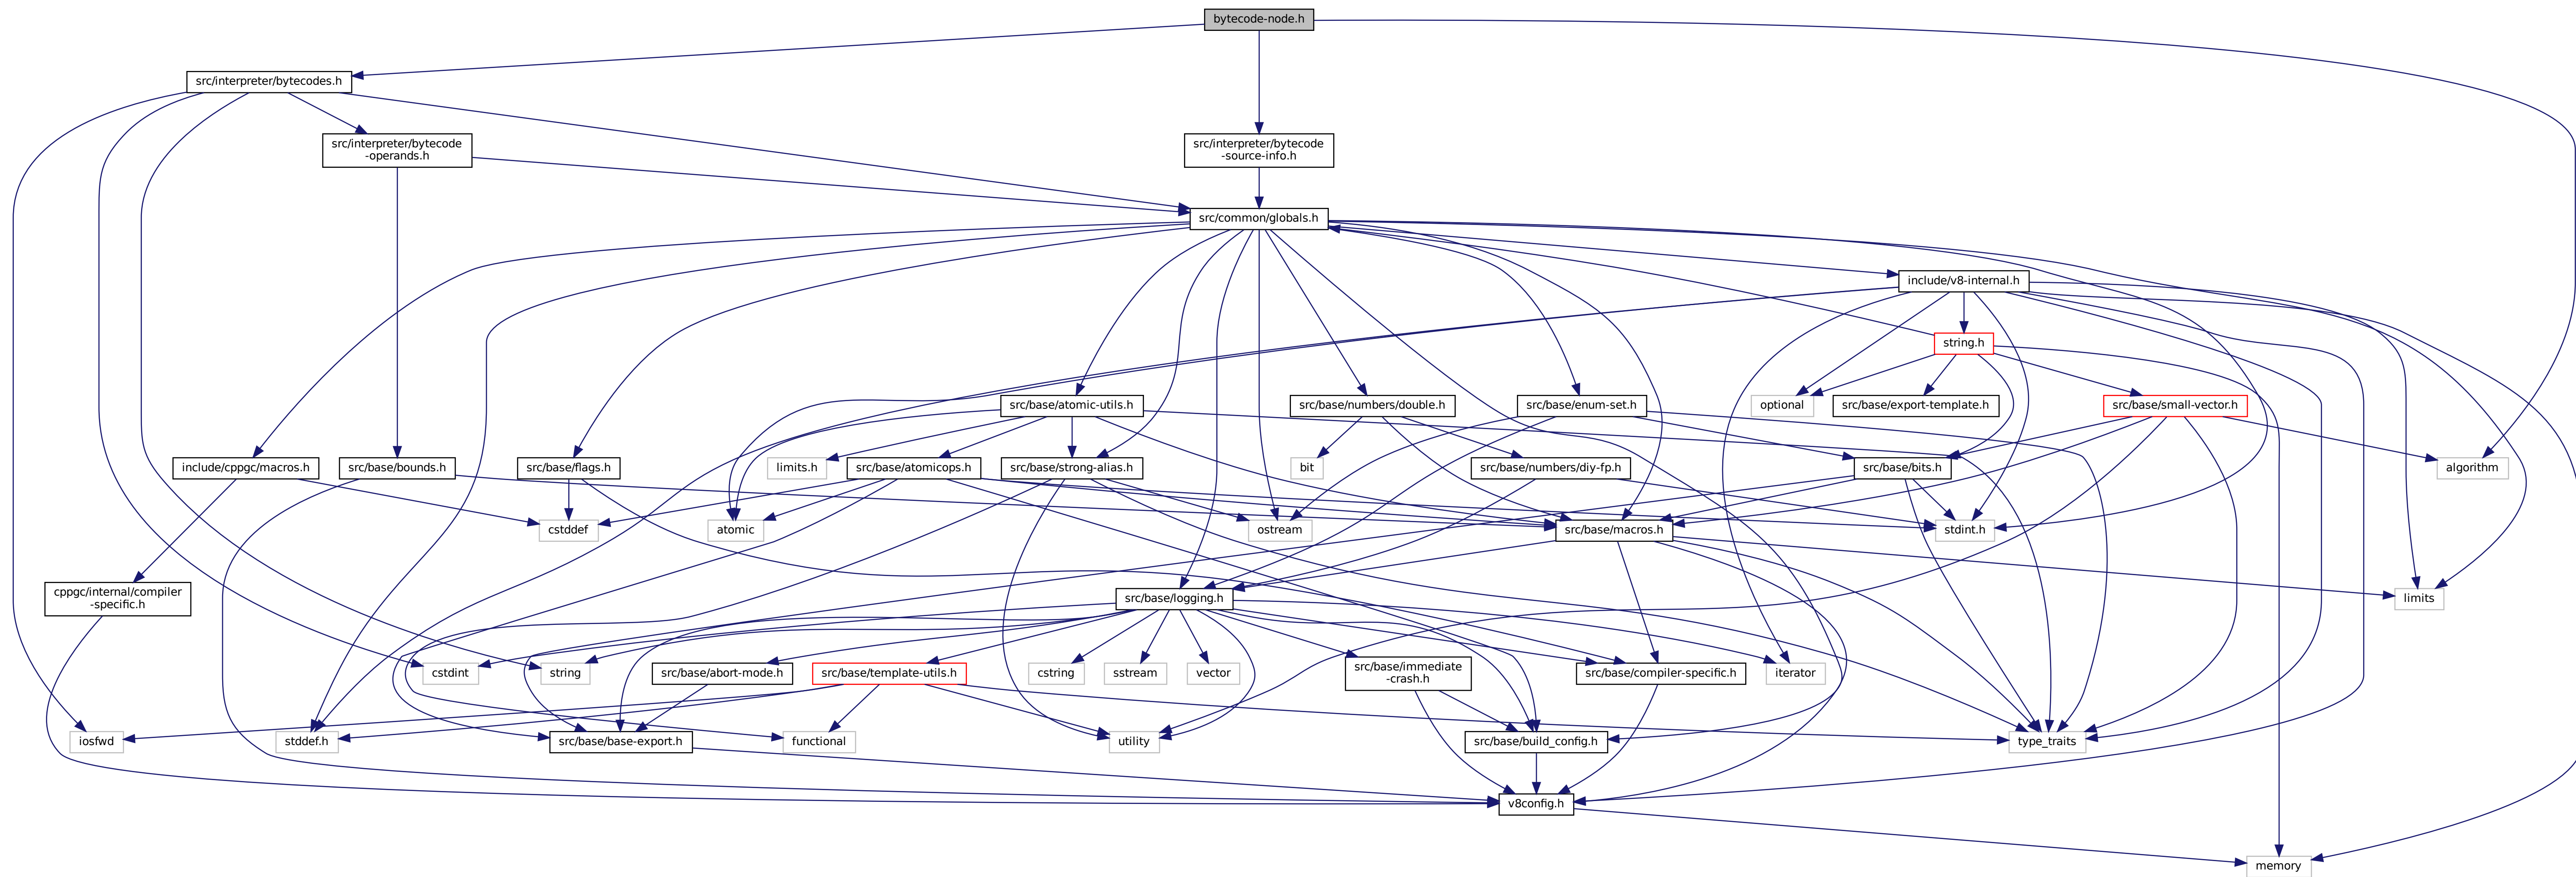 bytecode-node.h
src/interpreter/bytecodes.h
src/interpreter/bytecode
-operands.h
src/interpreter/bytecode
-source-info.h
src/common/globals.h
include/v8-internal.h
string.h
src/base/atomic-utils.h
src/base/numbers/double.h
src/base/enum-set.h
optional
src/base/export-template.h
src/base/small-vector.h
include/cppgc/macros.h
src/base/bounds.h
src/base/flags.h
limits.h
src/base/atomicops.h
src/base/strong-alias.h
bit
src/base/numbers/diy-fp.h
src/base/bits.h
algorithm
cstddef
atomic
ostream
src/base/macros.h
stdint.h
cppgc/internal/compiler
-specific.h
src/base/logging.h
limits
cstdint
string
src/base/abort-mode.h
src/base/template-utils.h
cstring
sstream
vector
src/base/immediate
-crash.h
src/base/compiler-specific.h
iterator
iosfwd
stddef.h
src/base/base-export.h
functional
utility
src/base/build_config.h
type_traits
v8config.h
memory